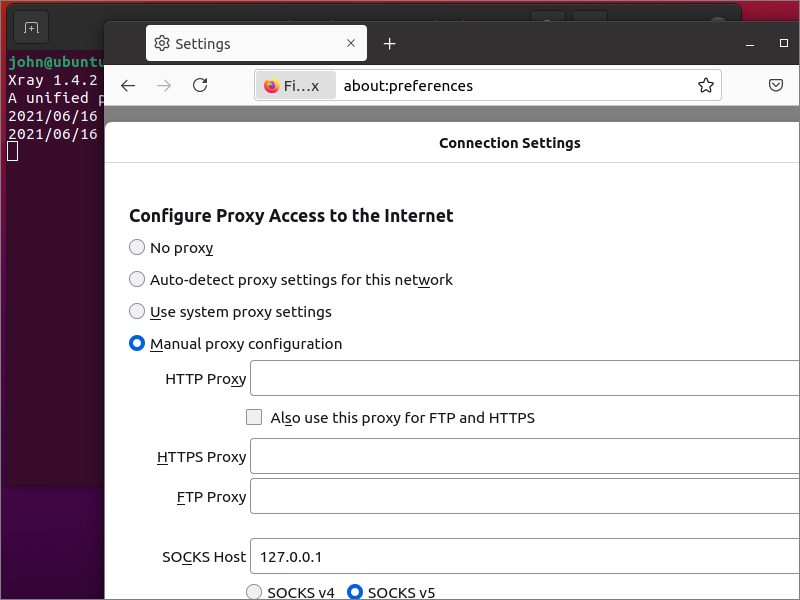 Settings
john@ubuntu
Xray 1.4.2
A unified p
2021/06/16
2021/06/16
Fi...x
about:preferences
Connection Settings
Configure Proxy Access to the Internet
No proxy
Auto-detect proxy settings for this network
Use system proxy settings
Manual proxy configuration
HTTP Proxy
Also use this proxy for FTP and HTTPS
HTTPS Proxy
FTP Proxy
SOCKS Host 127.0.0.1
SOCKS v4 SOCKS v5